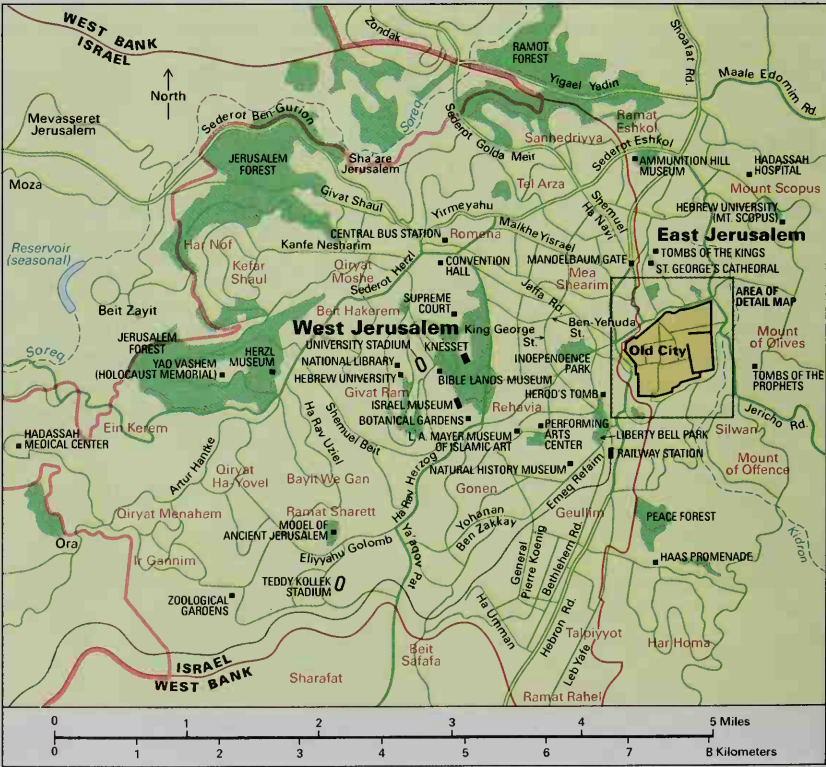 WEST BANK
ISRAEL
Zondak
RAMOT
FOREST
Shoafat Rd.
North
Yigael Yadin
Maale Edomim Rd.
Mevasseret
Jerusalem
Sederot Ben-Gurion
Soreq
Sederot Golda Meir
Sanhedrivya
Ramat
Eshkol
Sederot Eshkol
JERUSALEM
FOREST
Sha'are
Jerusalem
AMMUNITION HILL
MUSEUM
HADASSAH
HOSPITAL
Moza
Tel Arza
Mount Scopus
Givat Shaul
Yirmeyahu
Shemuel
Ha Navi
HEBREW UNIVERSITY
(MT. SCOPUS)
CENTRAL BUS STATION
Romena
Malkhe Yisrael
East Jerusalem
Har Nof
Kanfe Nesharim
Reservoir
(seasonal)
CONVENTION
HALL
MANDELBAUM GATE
TOMBS OF THE KINGS
ST. GEORGE'S CATHEDRAL
Kefar
Shaul
Qiryat
Moshe
Sederot Herzl
Mea
Shearim
Jaffa Rd.
AREA OF
DETAIL MAP
Beit Zayit
Beit Hakerem
SUPREME
COURT
West Jerusalem
King George
St.
Ben-Yehuda
St.
JERUSALEM
FOREST
UNIVERSITY STADIUM
KNESSET
Old City
Mount
of Olives
Soreq
YAD VASHEM
(HOLOCAUST MEMORIAL)
HERZL
MUSEUM
NATIONAL LIBRARY
HEBREW UNIVERSITY
INDEPENDENCE
PARK
BIBLE LANDS MUSEUM
TOMBS OF THE
PROPHETS
Givat Ram
HEROD'S TOMB
ISRAEL MUSEUM
Rehavia
Jericho Rd.
Ein Kerem
BOTANICAL GARDENS
HADASSAH
MEDICAL CENTER
Ha Rav Uziel
Shemuel Beit
L.A. MAYER MUSEUM
OF ISLAMIC ART
PERFORMING
ARTS
CENTER
LIBERTY BELL PARK
Silwan
RAILWAY STATION
Artur Hantke
Mount
of Offence
Qiryat
Ha-Yovel
Bayit We Gan
Ha Rav Herzog
NATURAL HISTORY MUSEUM
Emeq Refaim
Gonen
Qiryat Menahem
Ramat Sharett
MODEL OF
ANCIENT JERUSALEM
Yohanan
Ben Zakkay
Geullim
PEACE FOREST
Ora
Eliyyahu Golomb
Ya'aqov Pat
Kidron
Ir Gannim
General
Pierre Koenig
Bethlehem Rd.
HAAS PROMENADE
ZOOLOGICAL
GARDENS
TEDDY KOLLEK
STADIUM
Ha Umman
Hebron Rd.
Talpiyyot
Har Homa
Leb Yafe
ISRAEL
WEST BANK
Beit
Safafa
Sharafat
Ramat Rahel
0 1 2 3 4 5 Miles
0 1 2 3 4 5 6 7 8 Kilometers